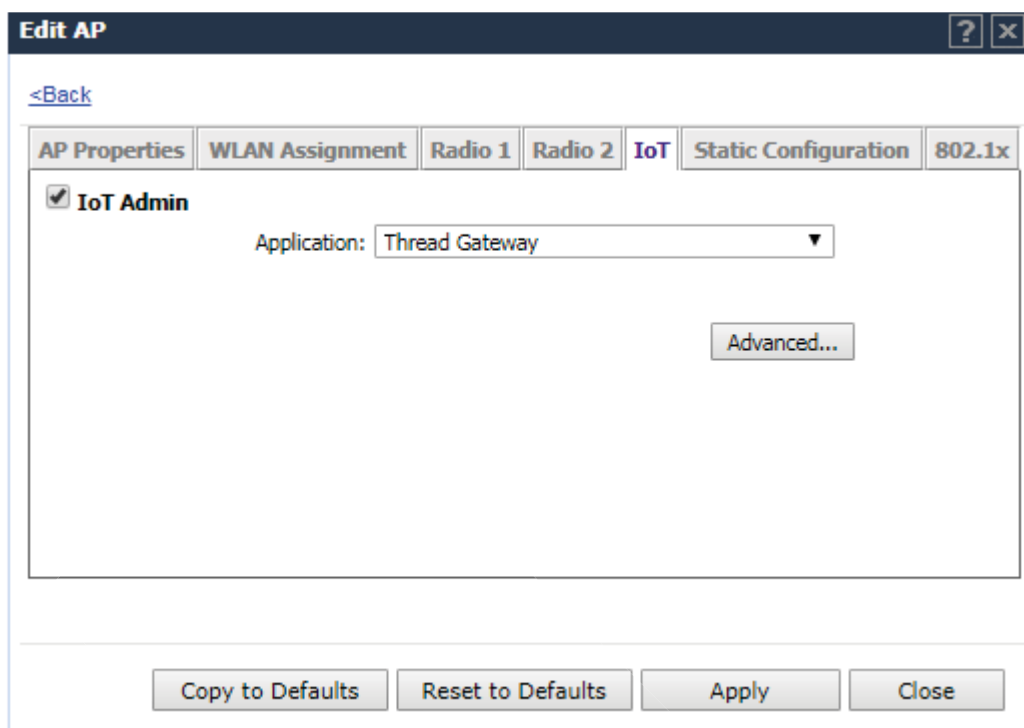 Edit AP ? x
<Back
AP Properties WLAN Assignment Radio 1 Radio 2 IoT Static Configuration 802.1x
IoT Admin
Application: Thread Gateway
Advanced...
Copy to Defaults Reset to Defaults Apply Close